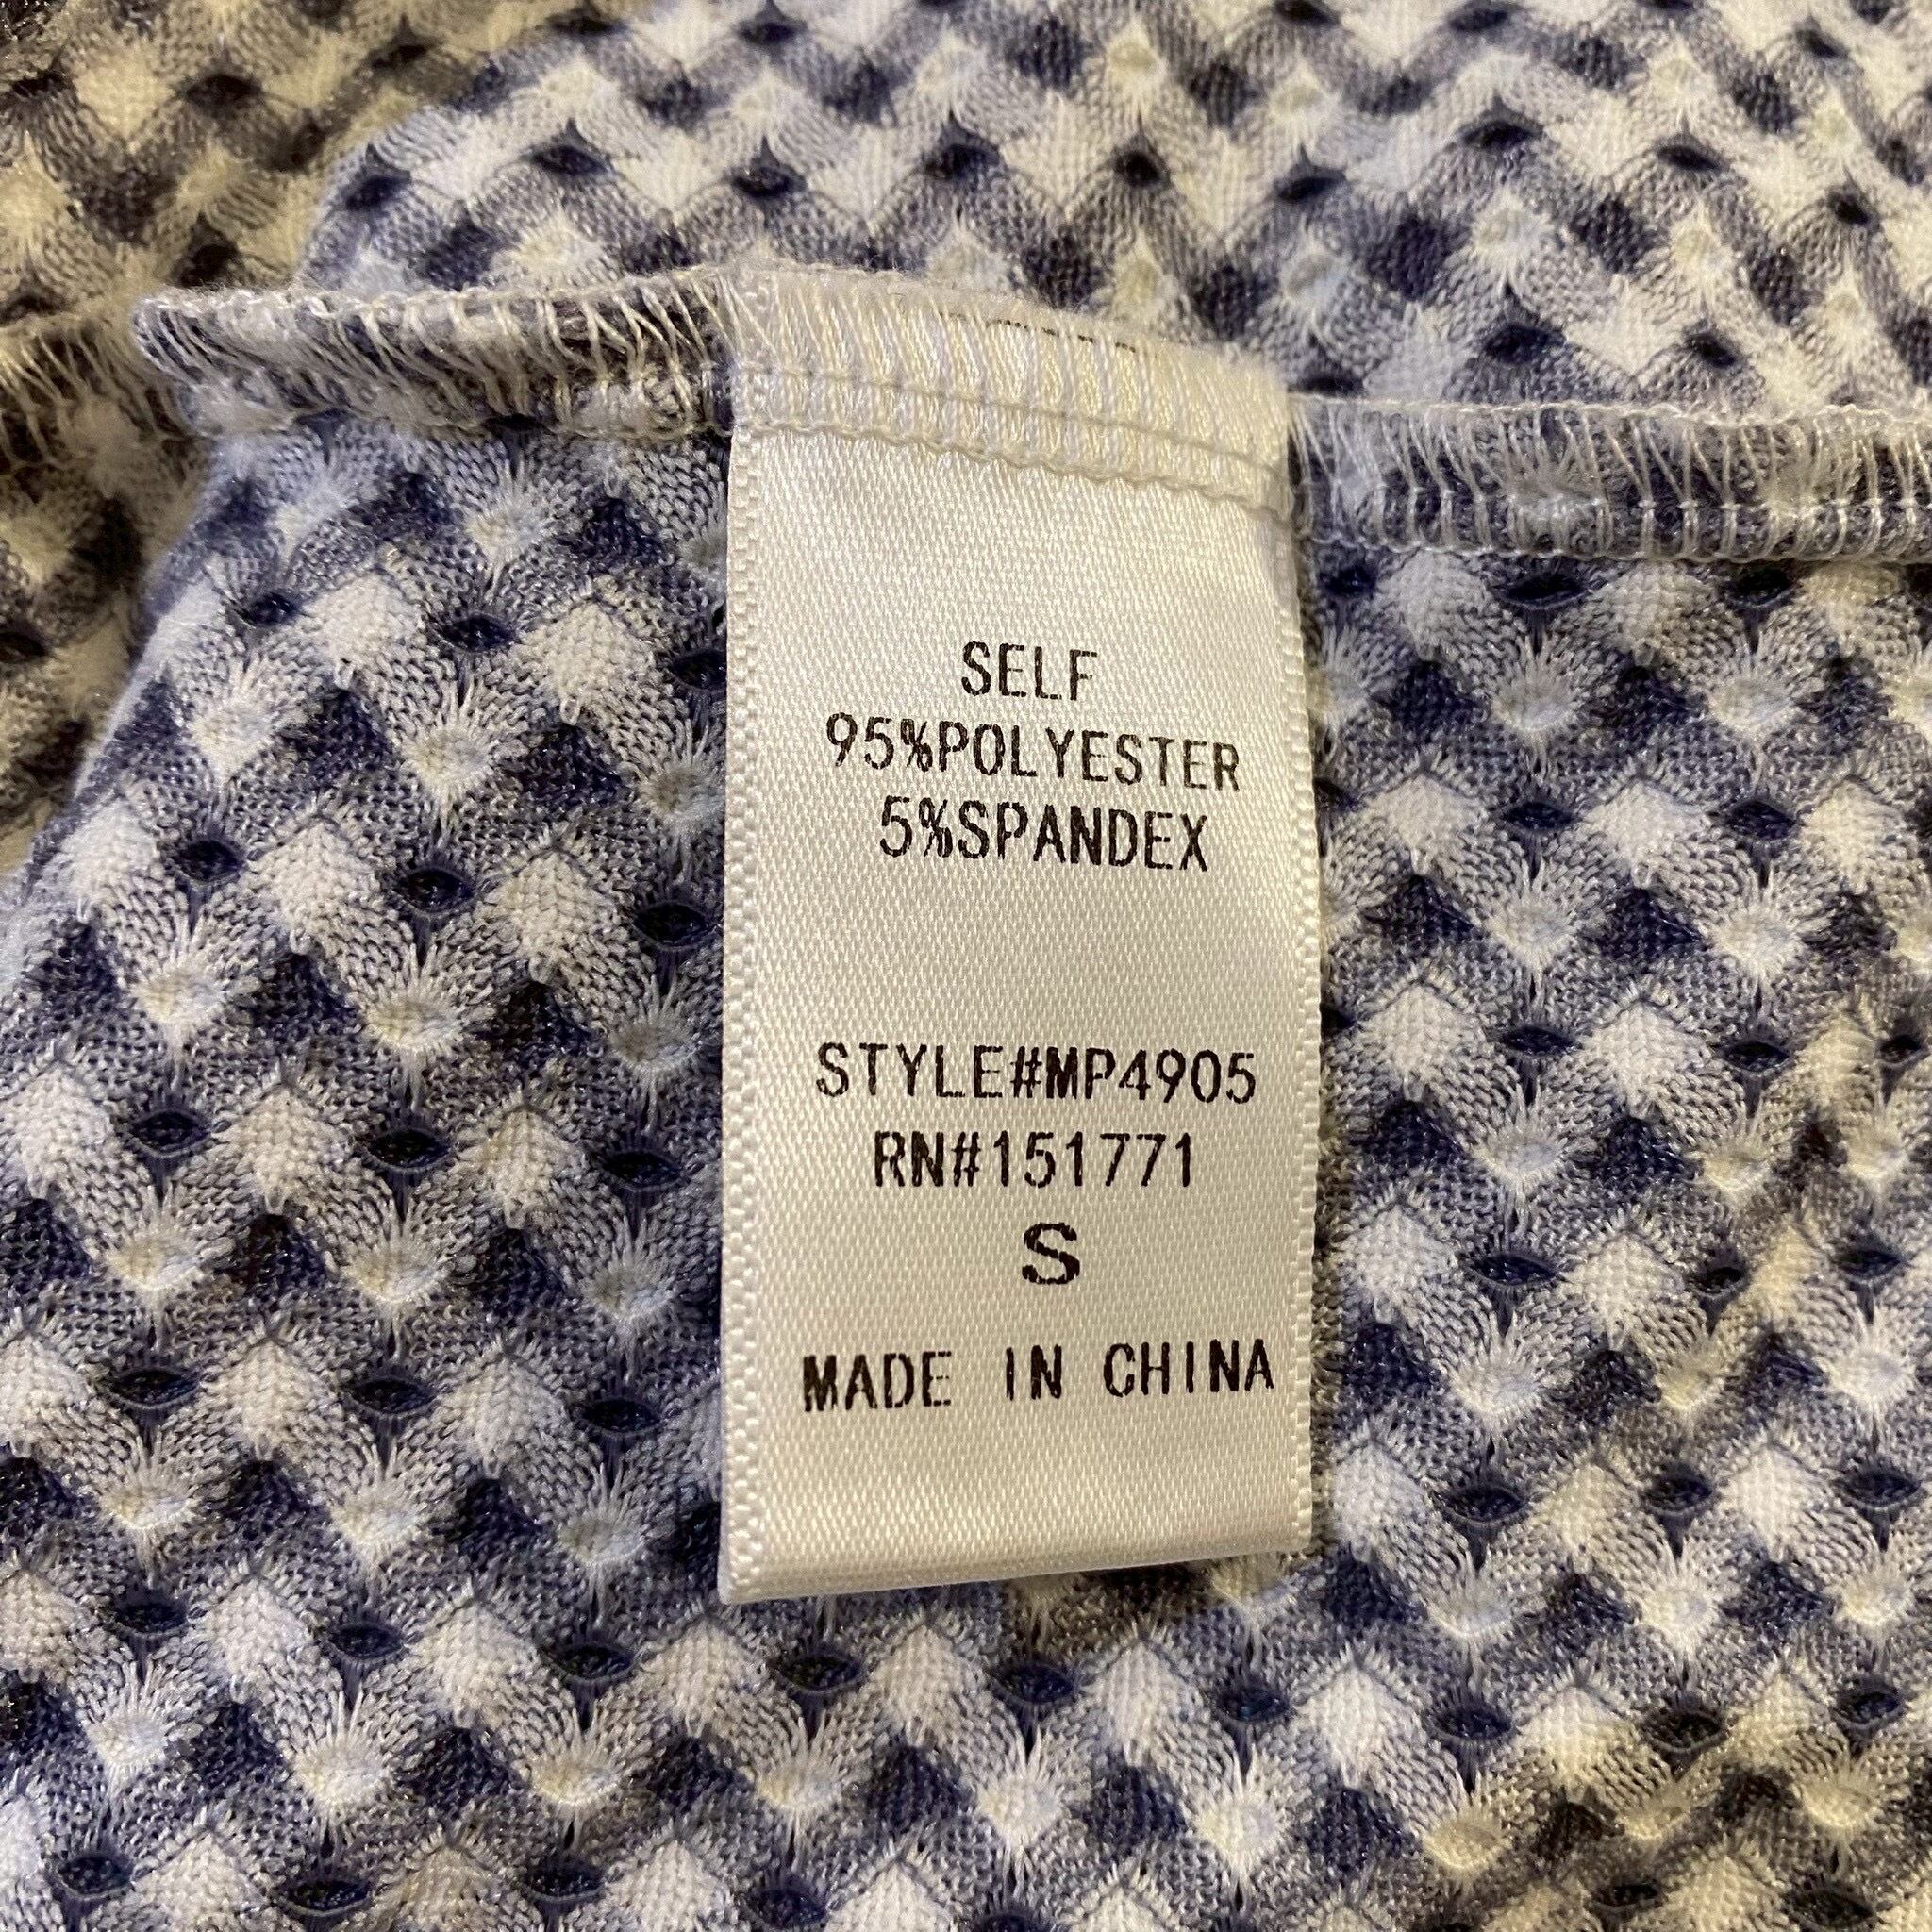 SELF
95%POLYESTER
5%SPANDEX
STYLE#MP4905
RN#151771
S
MADE IN CHINA